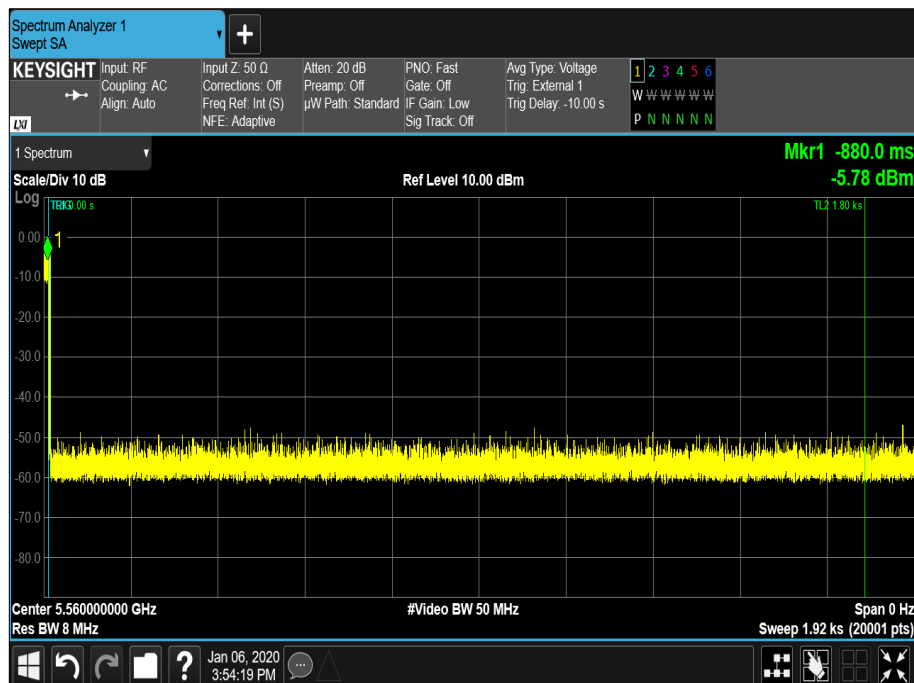 Spectrum Analyzer 1
Swept SA
KEYSIGHT
LXI
Input: RF
Coupling: AC
Align: Auto
Input Z: 50 Ω
Corrections: Off
Freq Ref: Int (S)
NFE: Adaptive
Atten: 20 dB
Preamp: Off
µW Path: Standard
PNO: Fast
Gate: Off
IF Gain: Low
Sig Track: Off
Avg Type: Voltage
Trig: External 1
Trig Delay: -10.00 s
1 2 3 4 5 6
W W W W W W
P N N N N N
1 Spectrum
Mkr1 -880.0 ms
Scale/Div 10 dB
Ref Level 10.00 dBm
-5.78 dBm
Log
0.00 s
TL2 1.80 ks
1
0.00
-10.0
-20.0
-30.0
-40.0
-50.0
-60.0
-70.0
-80.0
Center 5.560000000 GHz
#Video BW 50 MHz
Span 0 Hz
Res BW 8 MHz
Sweep 1.92 ks (20001 pts)
?
Jan 06, 2020
3:54:19 PM